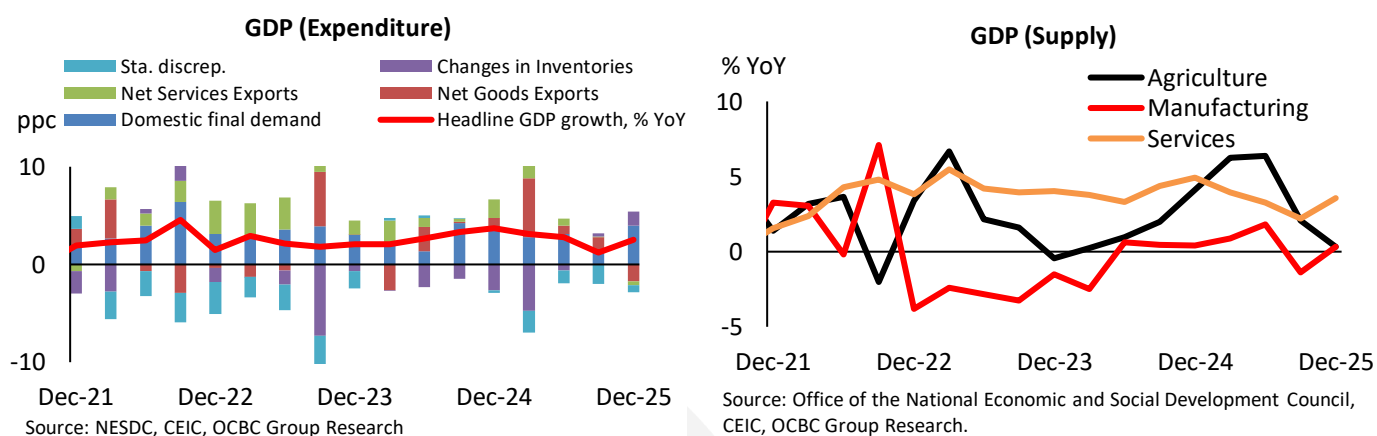 GDP (Expenditure)
Sta. discrep.
Changes in Inventories
Net Services Exports
Net Goods Exports
Domestic final demand
Headline GDP growth, % YoY
ppc
10
0
-10
Dec-21 Dec-22 Dec-23 Dec-24 Dec-25
Source: NESDC, CEIC, OCBC Group Research
GDP (Supply)
% YoY
Agriculture
Manufacturing
Services
10
5
0
-5
Dec-21 Dec-22 Dec-23 Dec-24 Dec-25
Source: Office of the National Economic and Social Development Council,
CEIC, OCBC Group Research.